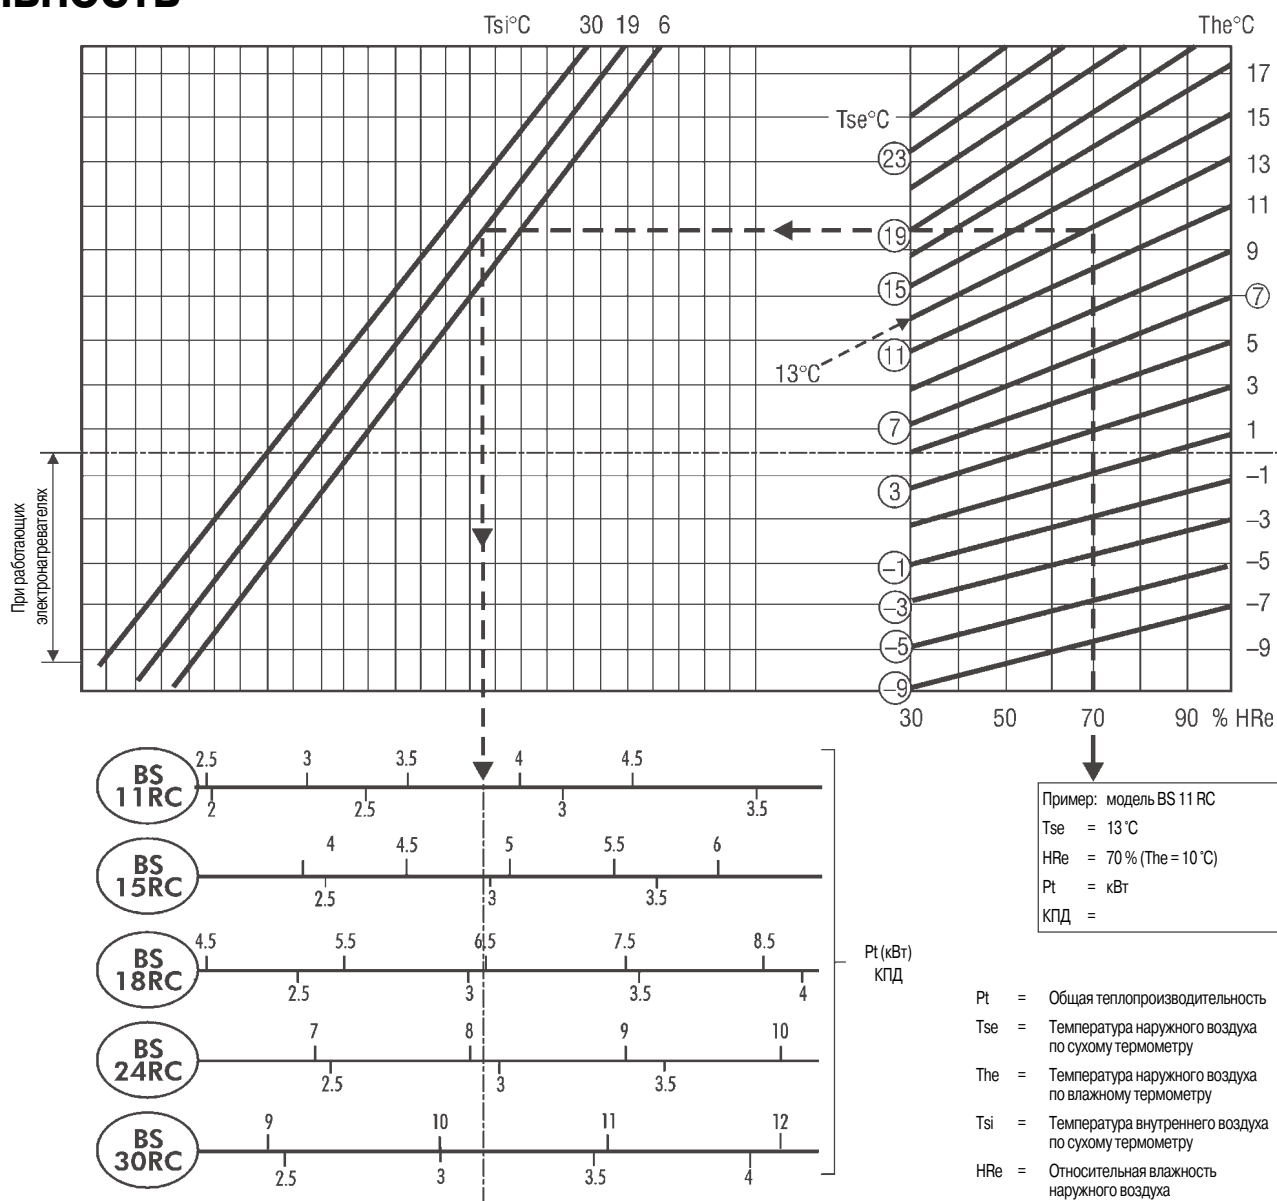 Tsi°C 30 19 6 The°C
17
Tse°C 15
23 13
11
19 9
15 7
13°C 11 5
3
7 1
3 –1
–3
–1 –5
–3 –7
–5 –9
–9
При работающих
электронагревателях
30 50 70 90 % HRe
BS
11RC
2.5 3 3.5 4 4.5
2 2.5 3 3.5
BS
15RC
4 4.5 5 5.5 6
2.5 3 3.5
BS
18RC
4.5 5.5 6.5 7.5 8.5
2.5 3 3.5 4
BS
24RC
7 8 9 10
2.5 3 3.5
BS
30RC
9 10 11 12
2.5 3 3.5 4
Pt (кВт)
КПД
Пример: модель BS 11 RC
Tse = 13 °C
HRe = 70 % (The = 10 °C)
Pt = кВт
КПД =
Pt = Общая теплопроизводительность
Tse = Температура наружного воздуха
по сухому термометру
The = Температура наружного воздуха
по влажному термометру
Tsi = Температура внутреннего воздуха
по сухому термометру
HRe = Относительная влажность
наружного воздуха